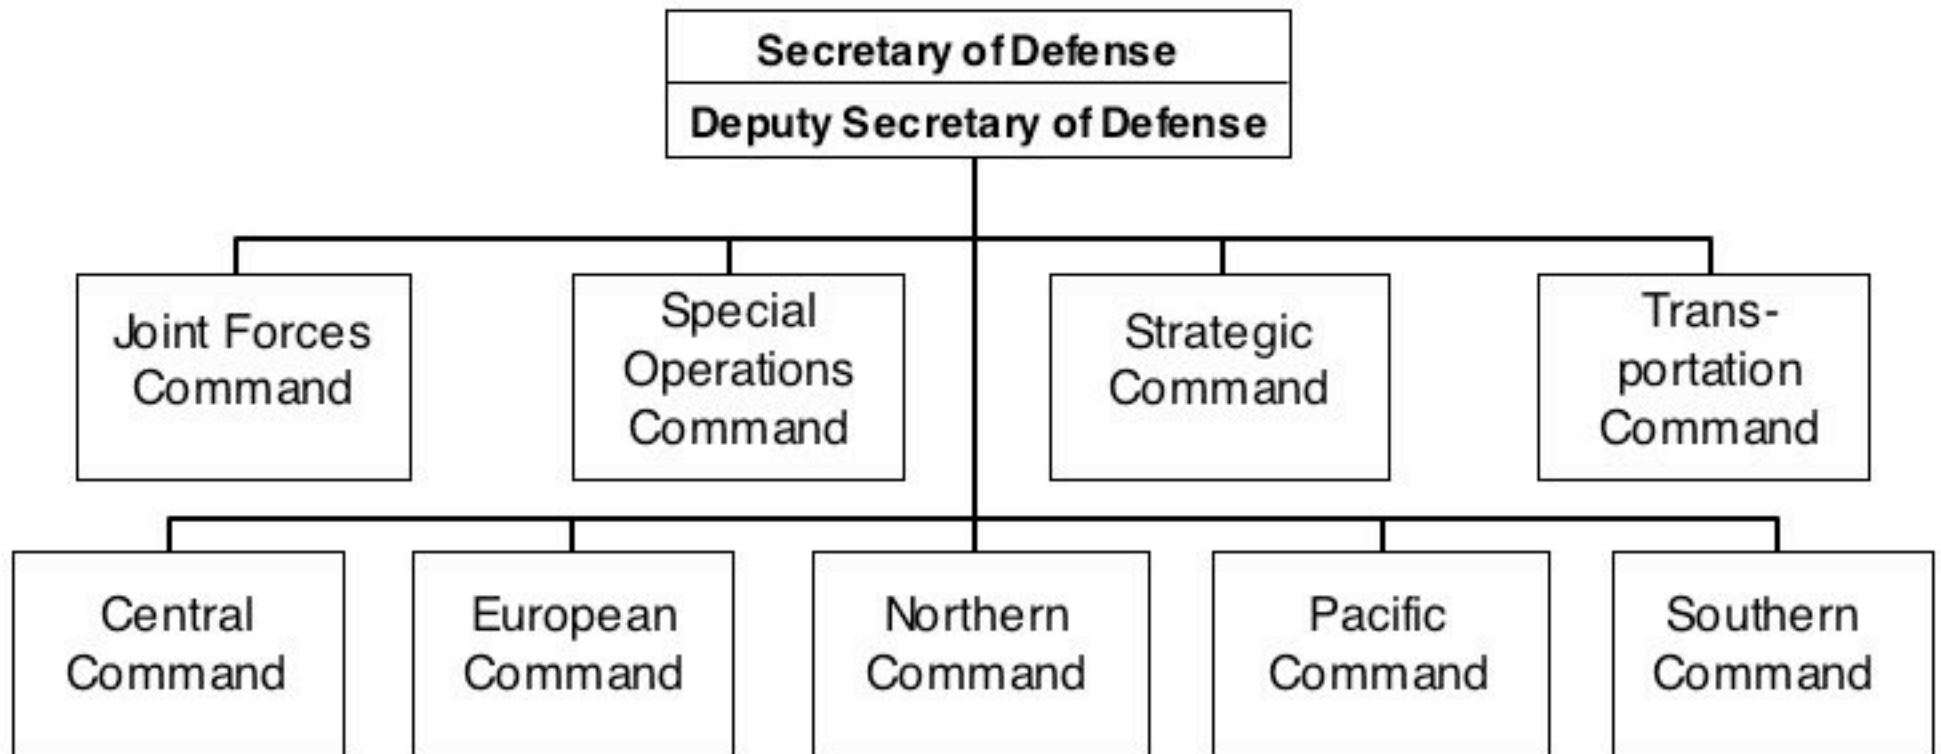 Secretary of Defense
Deputy Secretary of Defense
Joint Forces
Command
Special
Operations
Command
Strategic
Command
Trans-
portation
Command
Central
Command
European
Command
Northern
Command
Pacific
Command
Southern
Command